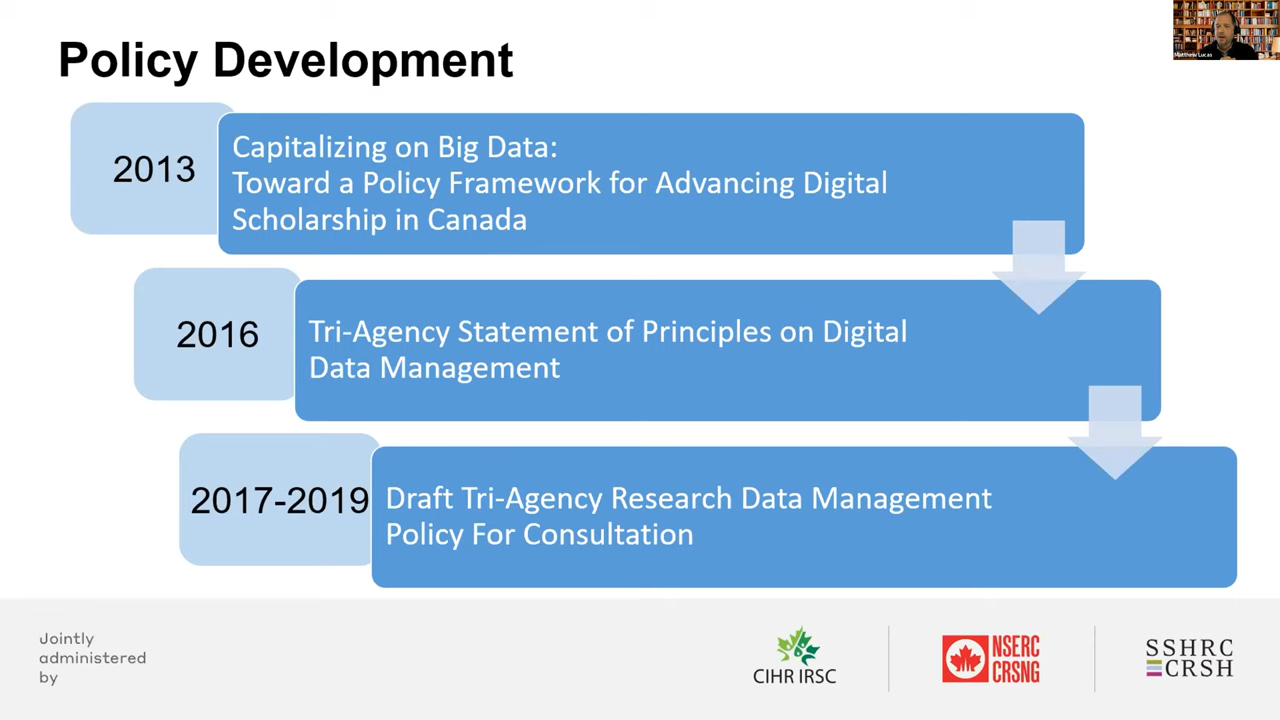 Policy Development
Matthew Lucas
2013
Capitalizing on Big Data:
Toward a Policy Framework for Advancing Digital
Scholarship in Canada
2016
Tri-Agency Statement of Principles on Digital
Data Management
2017-2019
Draft Tri-Agency Research Data Management
Policy For Consultation
Jointly
administered
by
CIHR IRSC
NSERC
CRSNG
SSHRC
CRSH